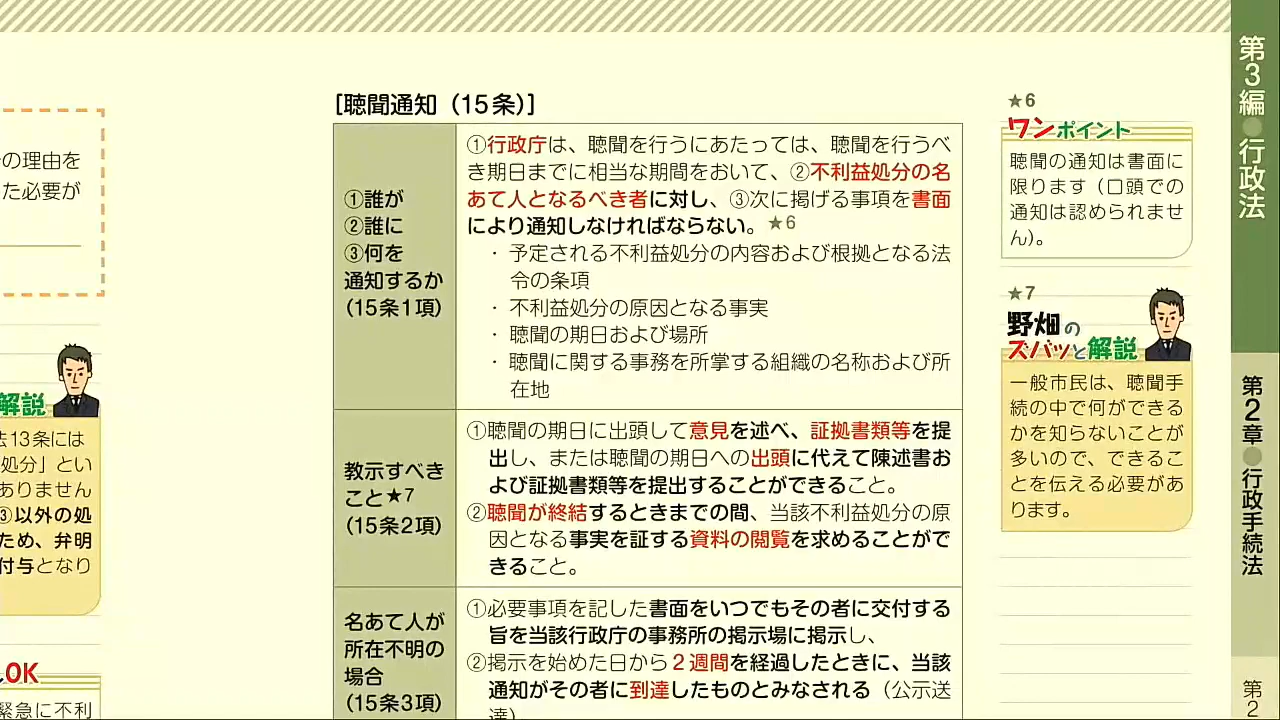 の理由を
た必要が
解説
法13条には
処分」とい
ありません
③以外の処
ため、弁明
付与となり
OK
緊急に不利
[聴聞通知（15条）]
①誰が
②誰に
③何を
通知するか
(15条1項)
①行政庁は、聴聞を行うにあたっては、聴聞を行うべ
き期日までに相当な期間をおいて、②不利益処分の名
あて人となるべき者に対し、③次に掲げる事項を書面
により通知しなければならない。★6
・予定される不利益処分の内容および根拠となる法
令の条項
・不利益処分の原因となる事実
・聴聞の期日および場所
・聴聞に関する事務を所掌する組織の名称および所
在地
教示すべき
こと★7
(15条2項)
①聴聞の期日に出頭して意見を述べ、証拠書類等を提
出し、または聴聞の期日への出頭に代えて陳述書お
よび証拠書類等を提出することができること。
②聴聞が終結するときまでの間、当該不利益処分の原
因となる事実を証する資料の閲覧を求めることがで
きること。
名あて人が
所在不明の
場合
(15条3項)
①必要事項を記した書面をいつでもその者に交付する
旨を当該行政庁の事務所の掲示場に掲示し、
②掲示を始めた日から2週間を経過したときに、当該
通知がその者に到達したものとみなされる（公示送
達）
★6
ワンポイント
聴聞の通知は書面に
限ります（口頭での
通知は認められませ
ん）。
★7
野畑の
ズバッと解説
一般市民は、聴聞手
続の中で何ができる
かを知らないことが
多いので、できるこ
とを伝える必要があ
ります。
第3編●行政法
第2章●行政手続法
第2